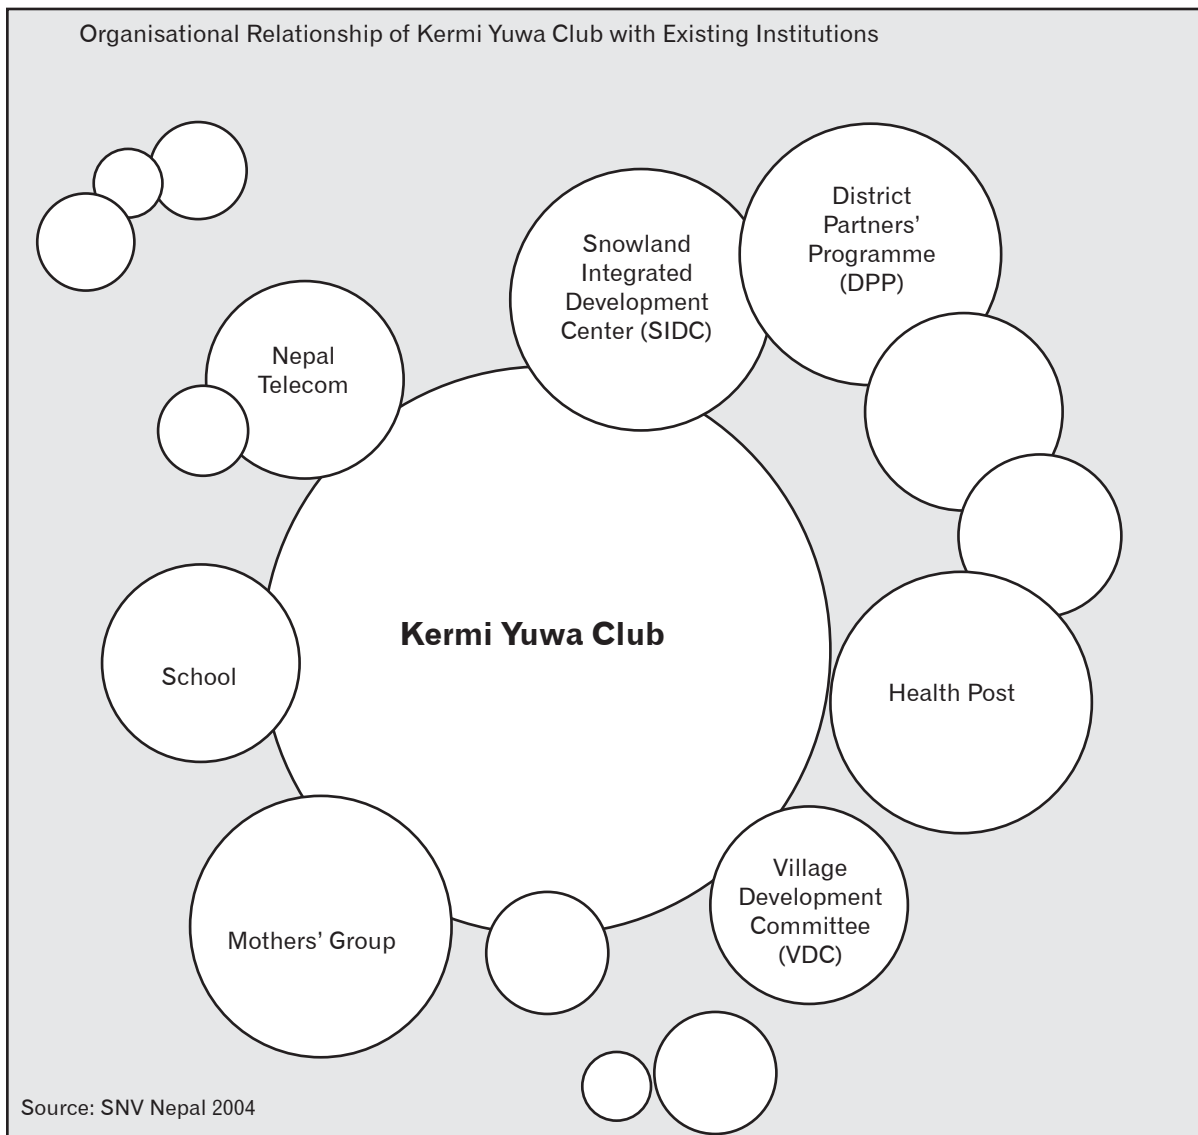 Organisational Relationship of Kermi Yuwa Club with Existing Institutions
District
Partners’
Programme
(DPP)
Snowland
Integrated
Development
Center (SIDC)
Nepal
Telecom
Kermi Yuwa Club
School
Health Post
Village
Development
Committee
(VDC)
Mothers’ Group
Source: SNV Nepal 2004